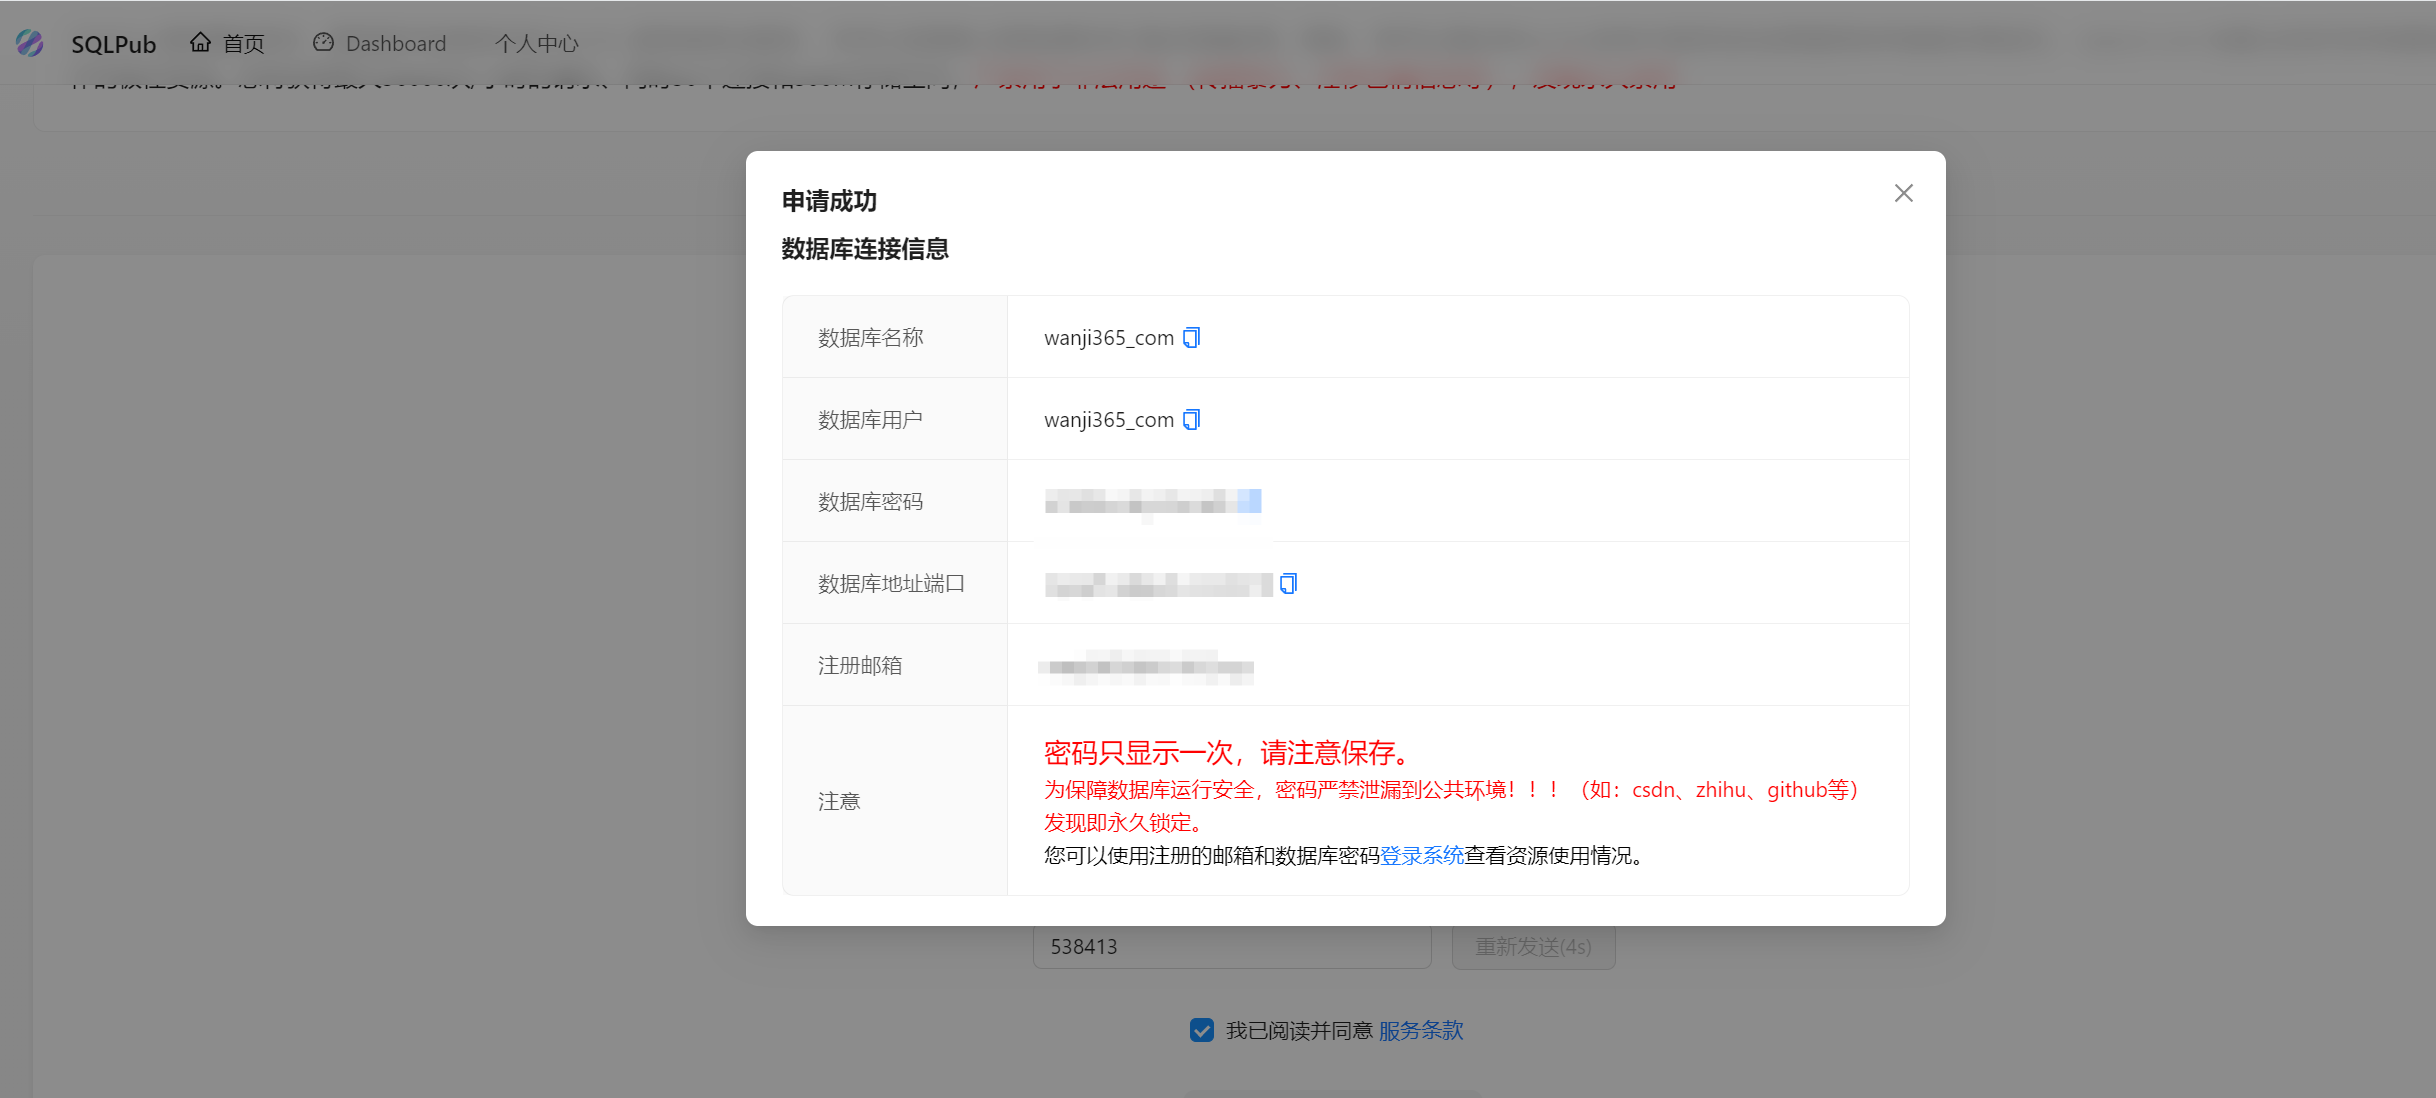 SQLPub 首页 Dashboard 个人中心
申请成功
数据库连接信息
数据库名称 wanji365_com
数据库用户 wanji365_com
数据库密码
数据库地址端口
注册邮箱
注意
密码只显示一次，请注意保存。
为保障数据库运行安全，密码严禁泄漏到公共环境！！！（如：csdn、zhihu、github等）
发现即永久锁定。
您可以使用注册的邮箱和数据库密码登录系统查看资源使用情况。
538413 重新发送(4s)
我已阅读并同意 服务条款